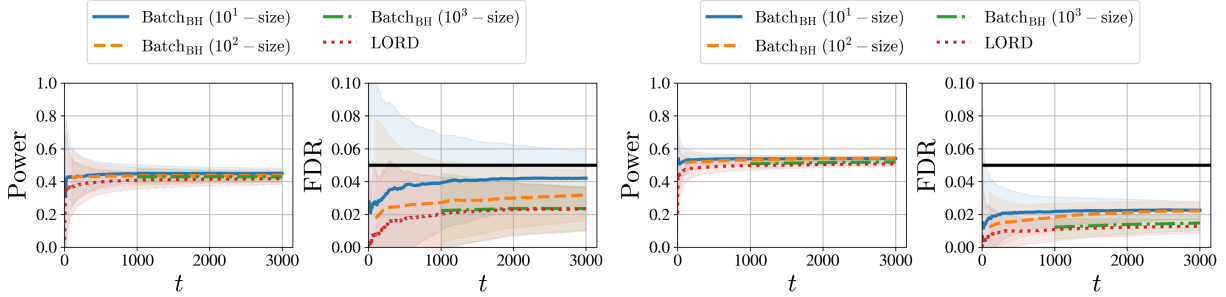 Batch_BH (10^1 − size)
Batch_BH (10^2 − size)
Batch_BH (10^3 − size)
LORD
Batch_BH (10^1 − size)
Batch_BH (10^2 − size)
Batch_BH (10^3 − size)
LORD
Power
1.0
0.8
0.6
0.4
0.2
0.0
0 1000 2000 3000
t
FDR
0.10
0.08
0.06
0.04
0.02
0.00
0 1000 2000 3000
t
Power
1.0
0.8
0.6
0.4
0.2
0.0
0 1000 2000 3000
t
FDR
0.10
0.08
0.06
0.04
0.02
0.00
0 1000 2000 3000
t